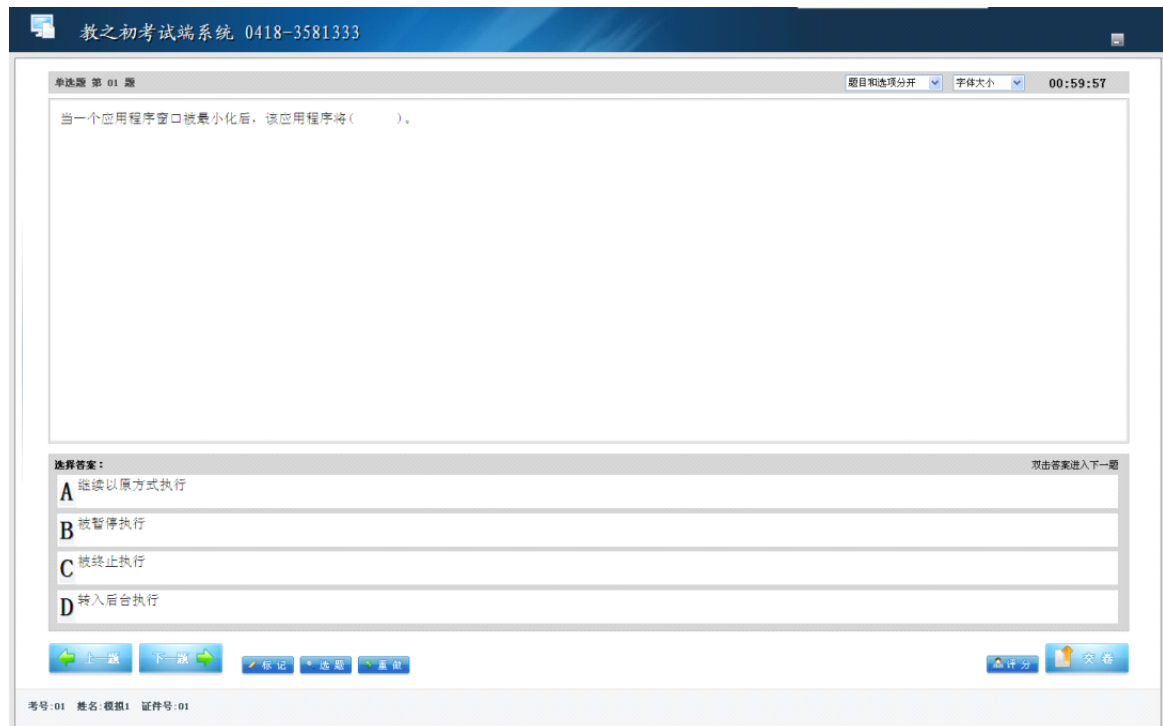 教之初考试端系统 0418-3581333
单选题 第 01 题 题目和选项分开 字体大小 00:59:57
当一个应用程序窗口被最小化后，该应用程序将(      )。
选择答案： 双击答案进入下一题
A 继续以原方式执行
B 被暂停执行
C 被终止执行
D 转入后台执行
上一题 下一题 标记 选题 重做 评分 交卷
考号:01 姓名:模拟1 证件号:01